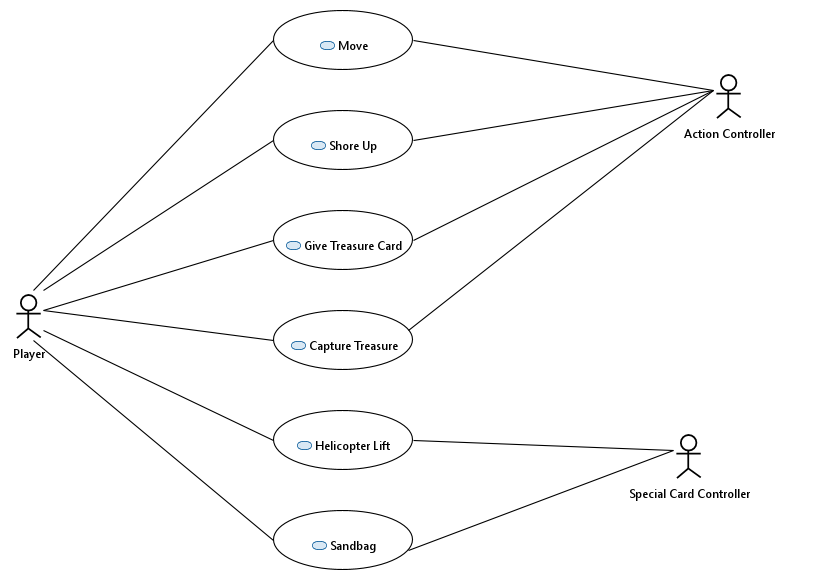 Move
Action Controller
Shore Up
Give Treasure Card
Capture Treasure
Player
Helicopter Lift
Special Card Controller
Sandbag